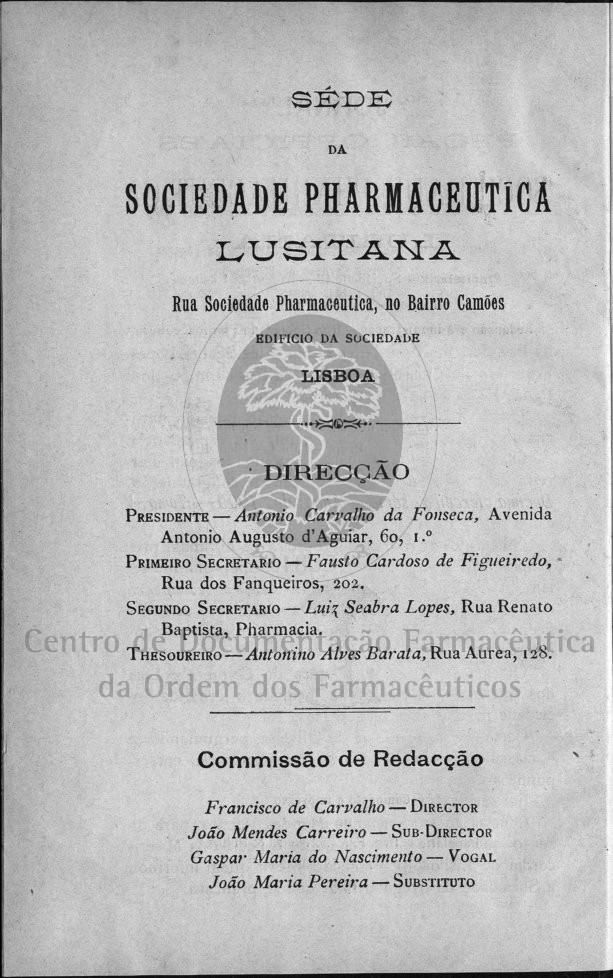 SÉDE
DA
SOCIEDADE PHARMACEUTICA
LUSITANA
Rua Sociedade Pharmaceutica, no Bairro Camões
EDIFICIO DA SOCIEDADE
LISBOA
DIRECÇÃO
PRESIDENTE — Antonio Carvalho da Fonseca, Avenida
Antonio Augusto d'Aguiar, 60, 1.º
PRIMEIRO SECRETARIO — Fausto Cardoso de Figueiredo,
Rua dos Fanqueiros, 202.
SEGUNDO SECRETARIO — Luiz Seabra Lopes, Rua Renato
Baptista, Pharmacia.
Centro de Documentação Farmacêutica
THESOUREIRO — Antonino Alves Barata, Rua Aurea, 128.
da Ordem dos Farmacêuticos
Commissão de Redacção
Francisco de Carvalho — DIRECTOR
João Mendes Carreiro — SUB-DIRECTOR
Gaspar Maria do Nascimento — VOGAL
João Maria Pereira — SUBSTITUTO